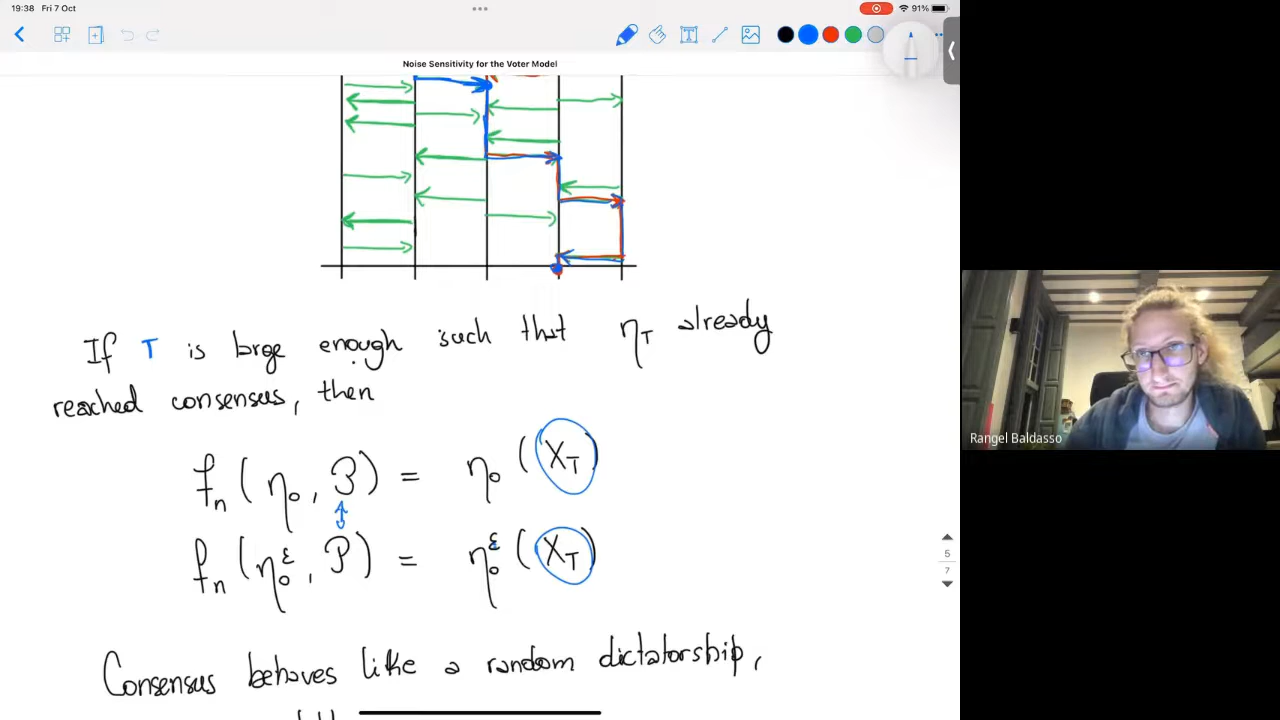 19:38 Fri 7 Oct
91%
Noise Sensitivity for the Voter Model
If T is large enough such that η_T already
reached consensus, then
f_n (η_0, P) = η_0 (X_T)
f_n (η_0^ε, P) = η_0^ε (X_T)
5
7
Consensus behaves like a random dictatorship,
Rangel Baldasso